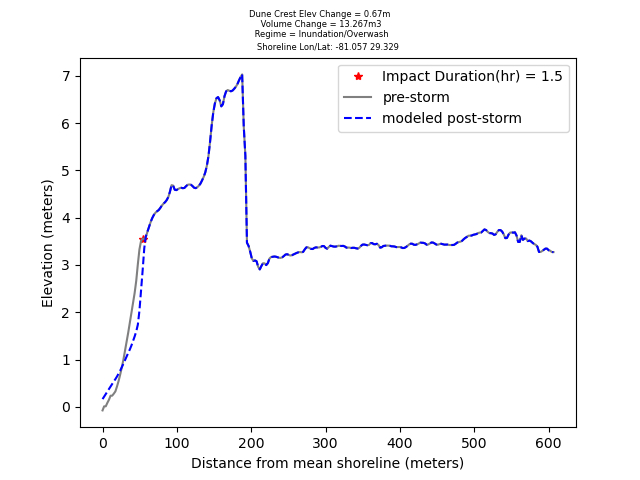 Dune Crest Elev Change = 0.67m
Volume Change = 13.267m3
Regime = Inundation/Overwash
Shoreline Lon/Lat: -81.057 29.329
Impact Duration(hr) = 1.5
pre-storm
modeled post-storm
Elevation (meters)
7
6
5
4
3
2
1
0
0 100 200 300 400 500 600
Distance from mean shoreline (meters)